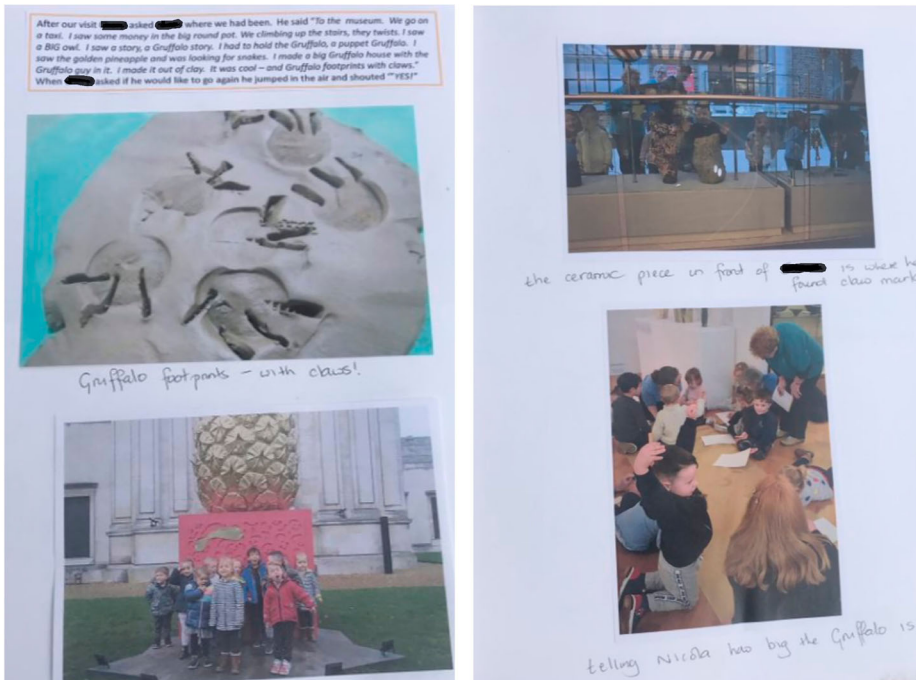 After our visit asked where we had been. He said "To the museum. We go on
a taxi. I saw some money in the big round pot. We climbing up the stairs, they twists. I saw
a BIG owl. I saw a story, a Gruffalo story. I had to hold the Gruffalo, a puppet Gruffalo. I
saw the golden pineapple and was looking for snakes. I made a big Gruffalo house with the
Gruffalo guy in it. I made it out of clay. It was cool – and Gruffalo footprints with claws."
When asked if he would like to go again he jumped in the air and shouted '"YES!"
Gruffalo footprints – with claws!
the ceramic piece in front of is where he
found claw mark
telling Nicola how big the Gruffalo is